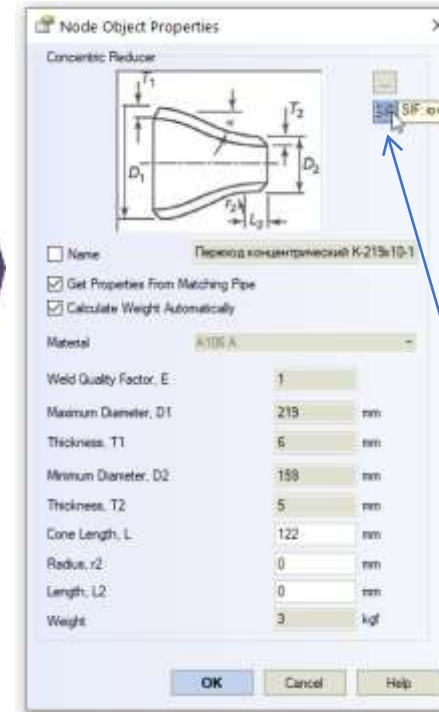 Node Object Properties
Concentric Reducer
T1
T2
D1
D2
α
r2
L2
...
SIF
Name
Переход концентрический К-219х10-1
Get Properties From Matching Pipe
Calculate Weight Automatically
Material A106 A
Weld Quality Factor, E 1
Maximum Diameter, D1 219 mm
Thickness, T1 6 mm
Minimum Diameter, D2 159 mm
Thickness, T2 5 mm
Cone Length, L 122 mm
Radius, r2 0 mm
Length, L2 0 mm
Weight 3 kgf
OK Cancel Help